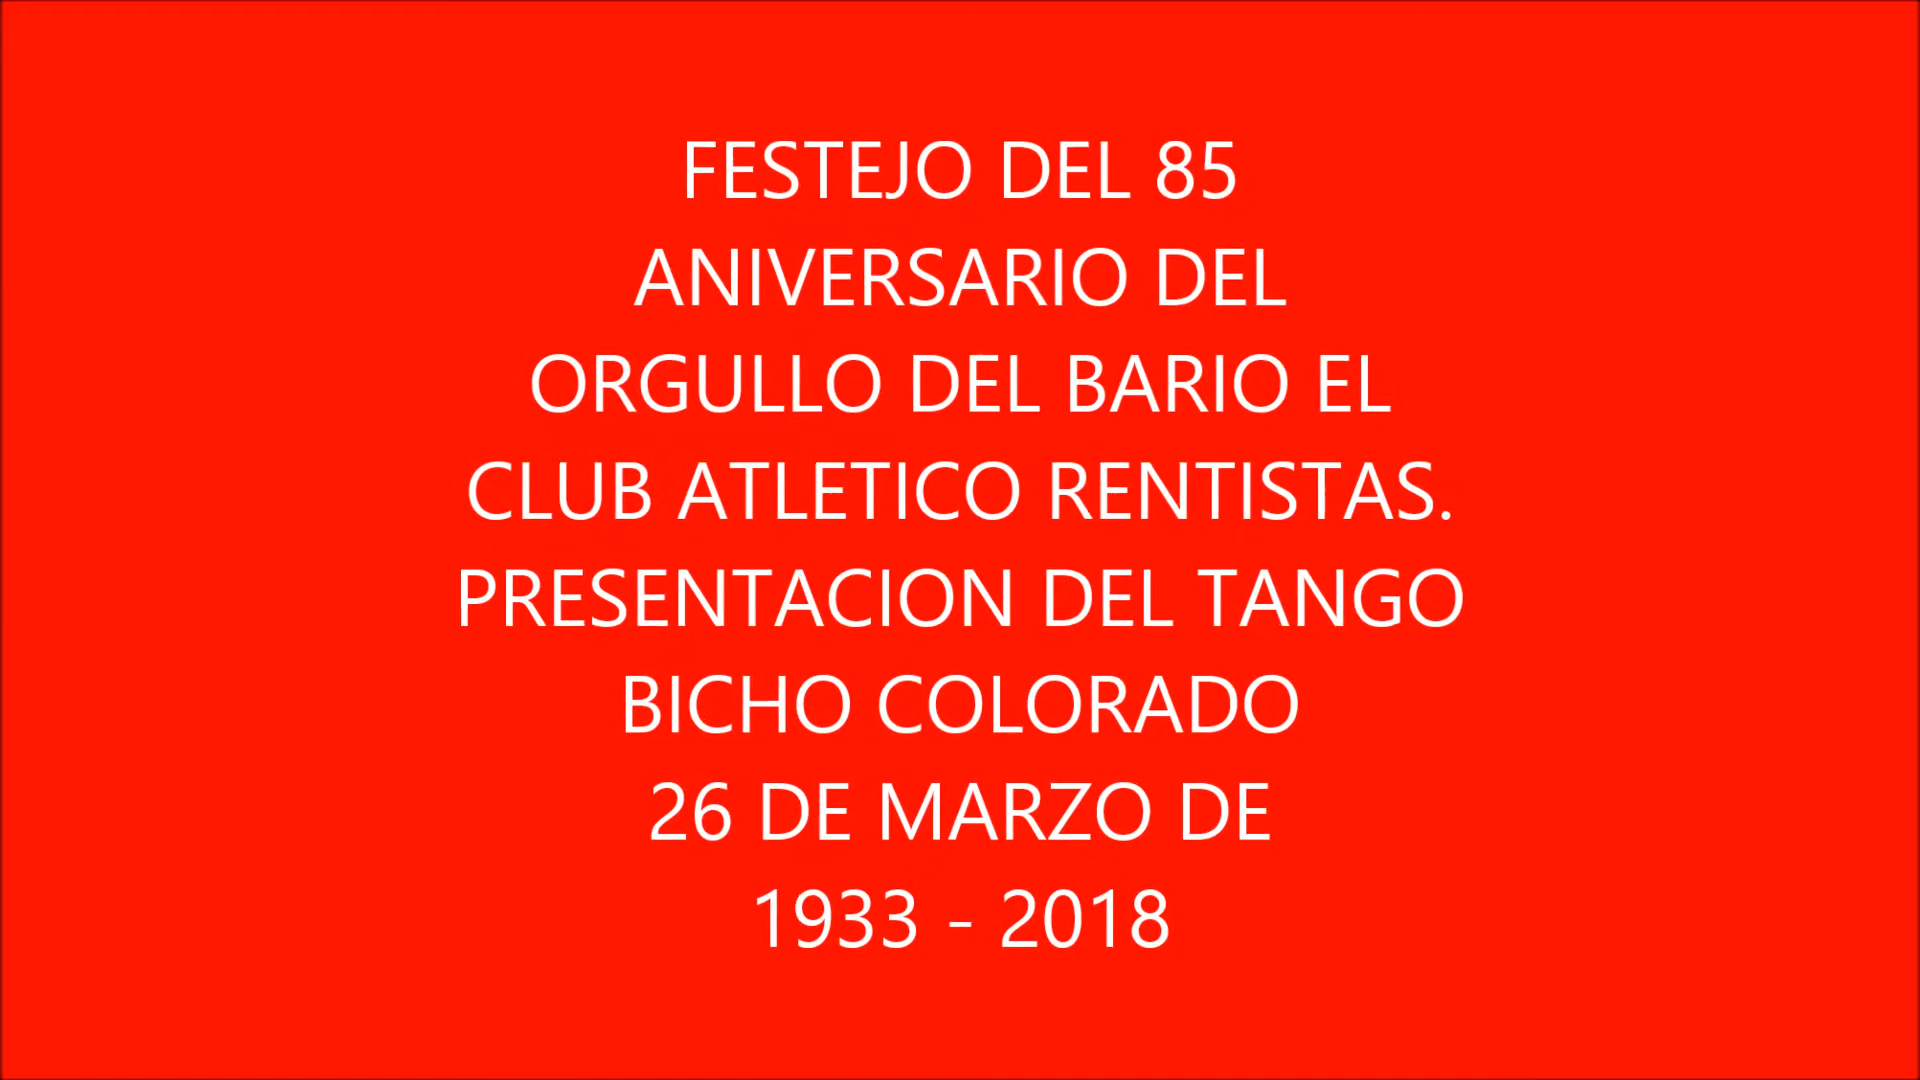 FESTEJO DEL 85
ANIVERSARIO DEL
ORGULLO DEL BARIO EL
CLUB ATLETICO RENTISTAS.
PRESENTACION DEL TANGO
BICHO COLORADO
26 DE MARZO DE
1933 - 2018